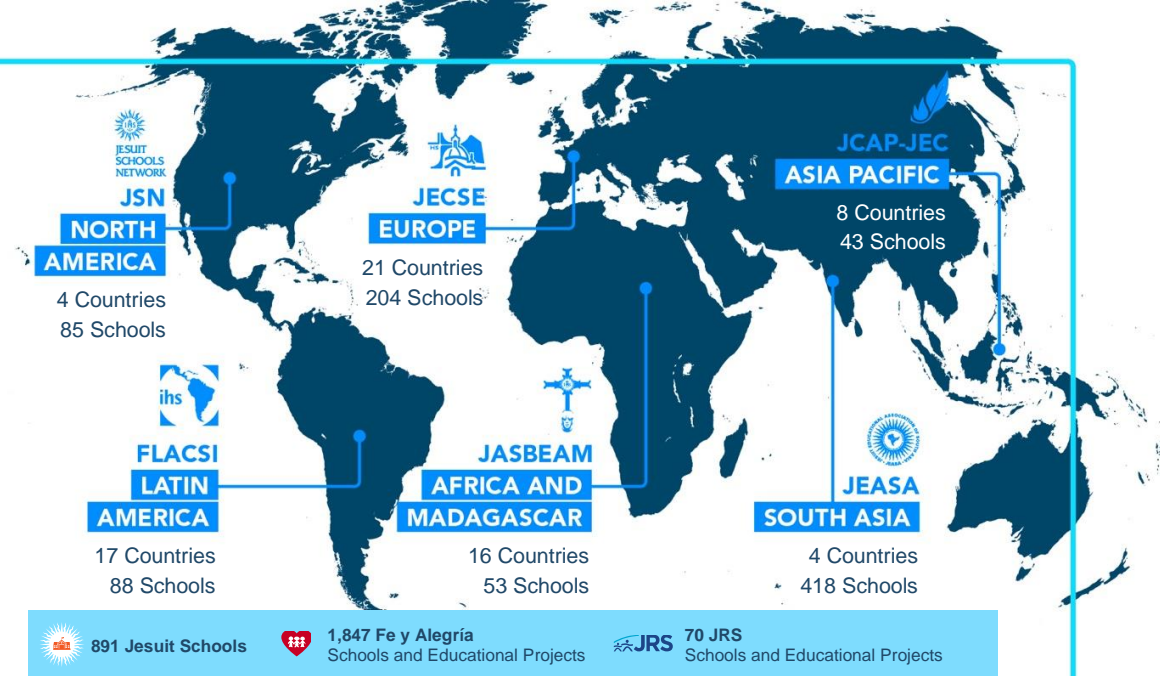 JESUIT
SCHOOLS
NETWORK
JSN
NORTH
AMERICA
4 Countries
85 Schools
JECSE
EUROPE
21 Countries
204 Schools
JCAP-JEC
ASIA PACIFIC
8 Countries
43 Schools
ihs
FLACSI
LATIN
AMERICA
17 Countries
88 Schools
JASBEAM
AFRICA AND
MADAGASCAR
16 Countries
53 Schools
JEASA
SOUTH ASIA
4 Countries
418 Schools
891 Jesuit Schools
1,847 Fe y Alegría
Schools and Educational Projects
JRS
70 JRS
Schools and Educational Projects